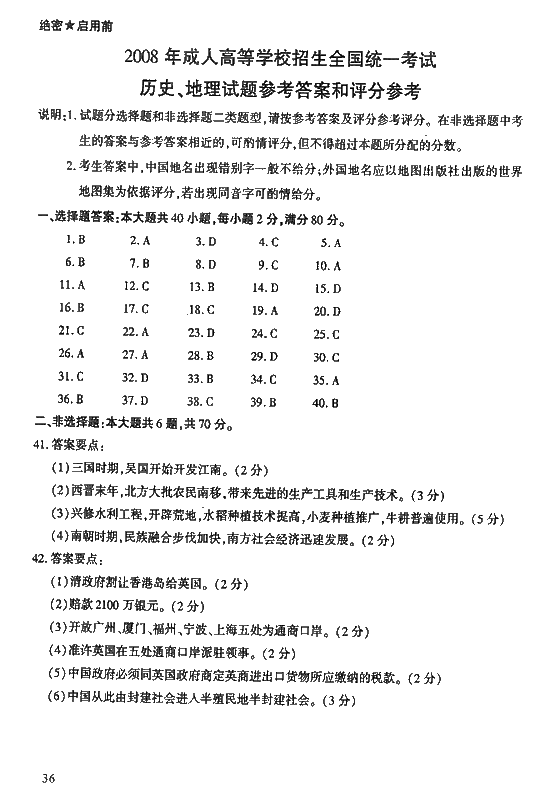 绝密★启用前
2008 年成人高等学校招生全国统一考试
历史、地理试题参考答案和评分参考
说明:1. 试题分选择题和非选择题二类题型,请按参考答案及评分参考评分。在非选择题中考
生的答案与参考答案相近的,可酌情评分,但不得超过本题所分配的分数。
2. 考生答案中,中国地名出现错别字一般不给分;外国地名应以地图出版社出版的世界
地图集为依据评分,若出现同音字可酌情给分。
一、选择题答案:本大题共 40 小题,每小题 2 分,满分 80 分。
1. B 2. A 3. D 4. C 5. A
6. B 7. B 8. D 9. C 10. A
11. A 12. C 13. B 14. D 15. D
16. B 17. C 18. C 19. A 20. D
21. C 22. A 23. D 24. C 25. C
26. A 27. A 28. B 29. D 30. C
31. C 32. D 33. B 34. C 35. A
36. B 37. D 38. C 39. B 40. B
二、非选择题:本大题共 6 题,共 70 分。
41. 答案要点:
(1)三国时期,吴国开始开发江南。(2 分)
(2)西晋末年,北方大批农民南移,带来先进的生产工具和生产技术。(3 分)
(3)兴修水利工程,开辟荒地,水稻种植技术提高,小麦种植推广,牛耕普遍使用。(5 分)
(4)南朝时期,民族融合步伐加快,南方社会经济迅速发展。(2 分)
42. 答案要点:
(1)清政府割让香港岛给英国。(2 分)
(2)赔款 2100 万银元。(2 分)
(3)开放广州、厦门、福州、宁波、上海五处为通商口岸。(2 分)
(4)准许英国在五处通商口岸派驻领事。(2 分)
(5)中国政府必须同英国政府商定英商进出口货物所应缴纳的税款。(2 分)
(6)中国从此由封建社会进入半殖民地半封建社会。(3 分)
36